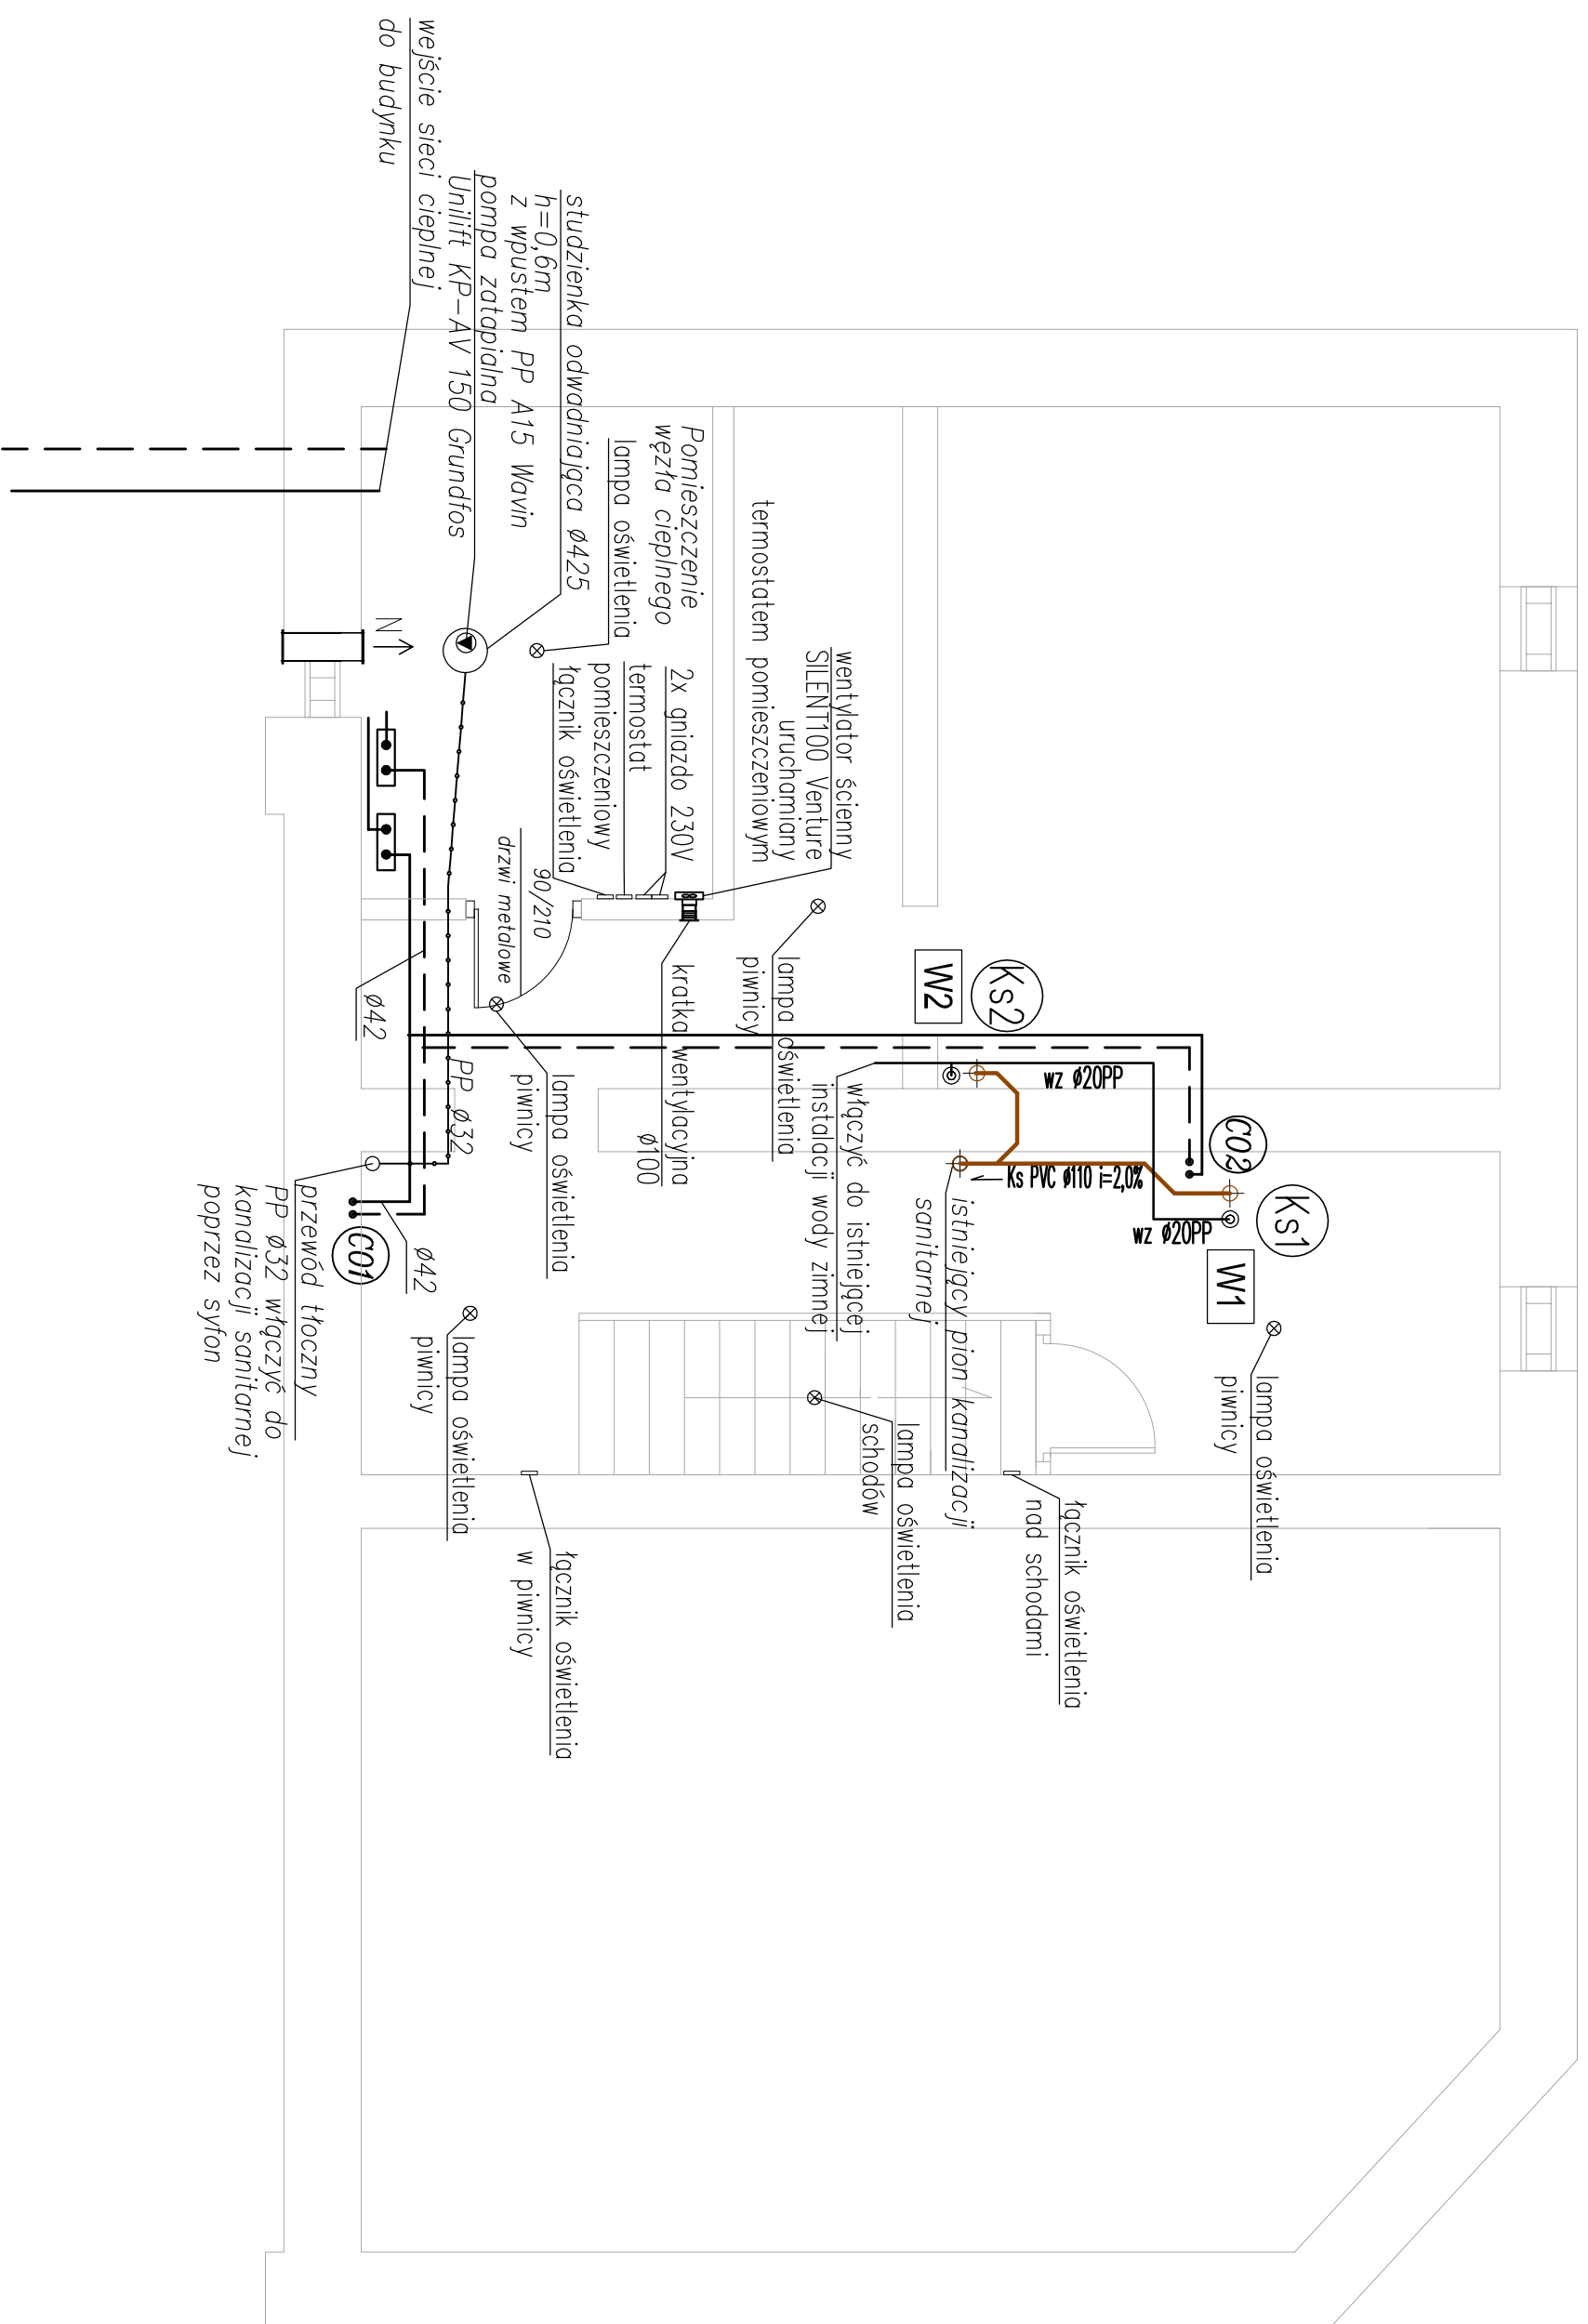 wejście sieci cieplnej
do budynku
studzienka odwadniająca ø425
h=0,6m
z wpustem PP A15 Wavin
pompa zatapialna
Unilift KP-AV 150 Grundfos
Pomieszczenie
węzła cieplnego
lampa oświetlenia
wentylator ścienny
SILENT100 Venture
uruchamiany
termostatem pomieszczeniowym
2x gniazdo 230V
termostat
pomieszczeniowy
łącznik oświetlenia
N
90/210
drzwi metalowe
lampa oświetlenia
piwnicy
kratka wentylacyjna
ø100
lampa oświetlenia
piwnicy
ø42
PP ø32
Ks2
W2
wz ø20PP
włączyć do istniejącej
instalacji wody zimnej
CO2
Ks PVC ø110 i=2,0%
Ks1
wz ø20PP
W1
istniejący pion kanalizacji
sanitarnej
CO1
ø42
przewód tłoczny
PP ø32 włączyć do
kanalizacji sanitarnej
poprzez syfon
lampa oświetlenia
piwnicy
lampa oświetlenia
piwnicy
lampa oświetlenia
schodów
łącznik oświetlenia
nad schodami
łącznik oświetlenia
w piwnicy